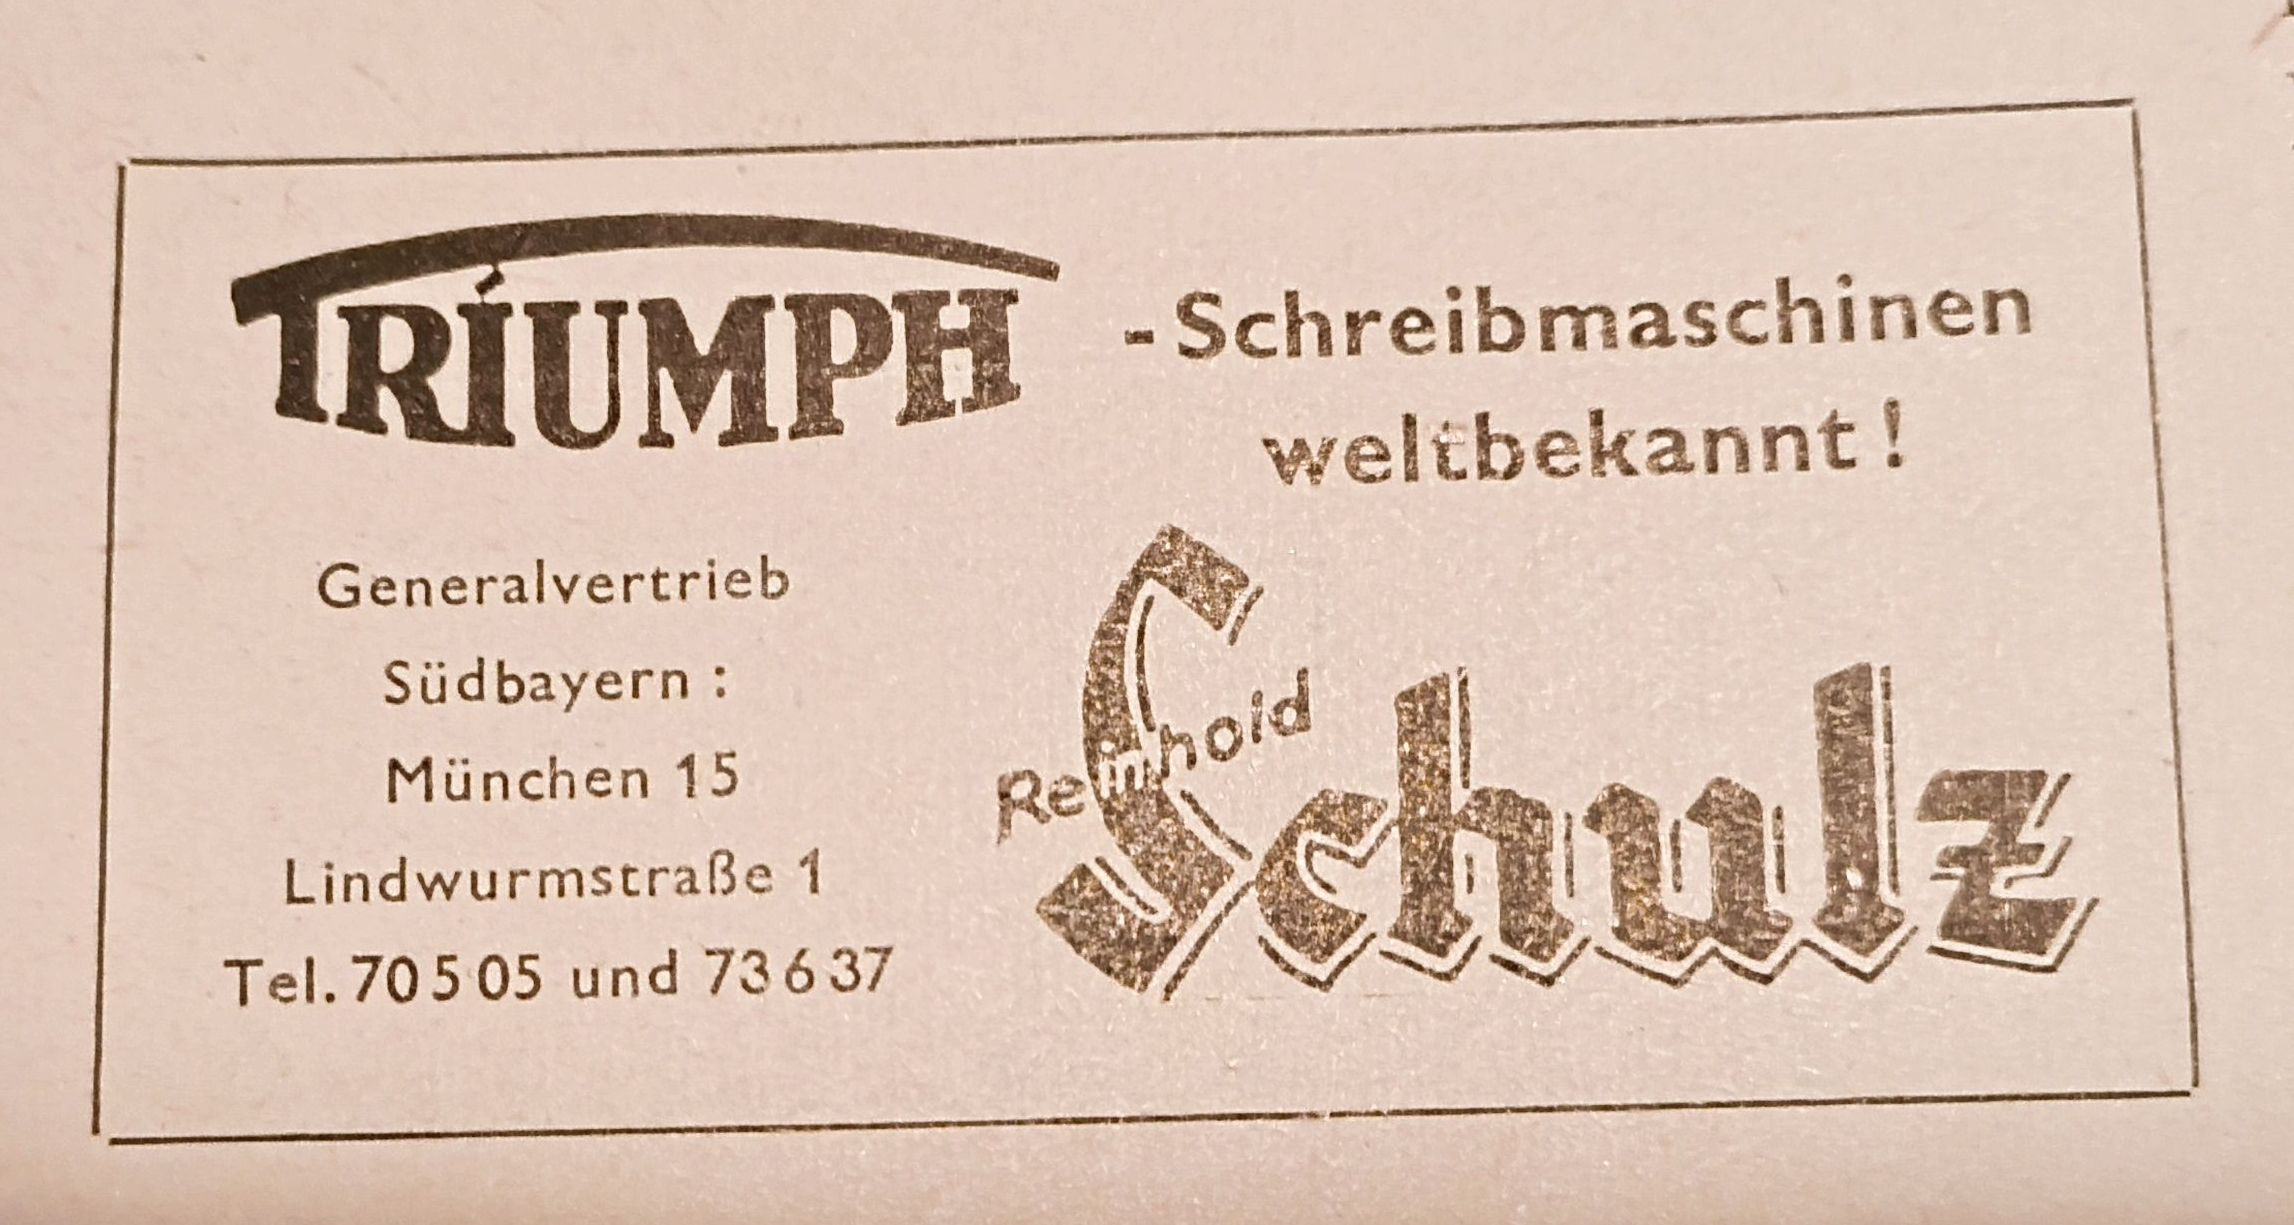 TRIUMPH -Schreibmaschinen
weltbekannt!
Generalvertrieb
Südbayern:
München 15
Lindwurmstraße 1
Tel. 70505 und 73637
Reinhold
Schulz